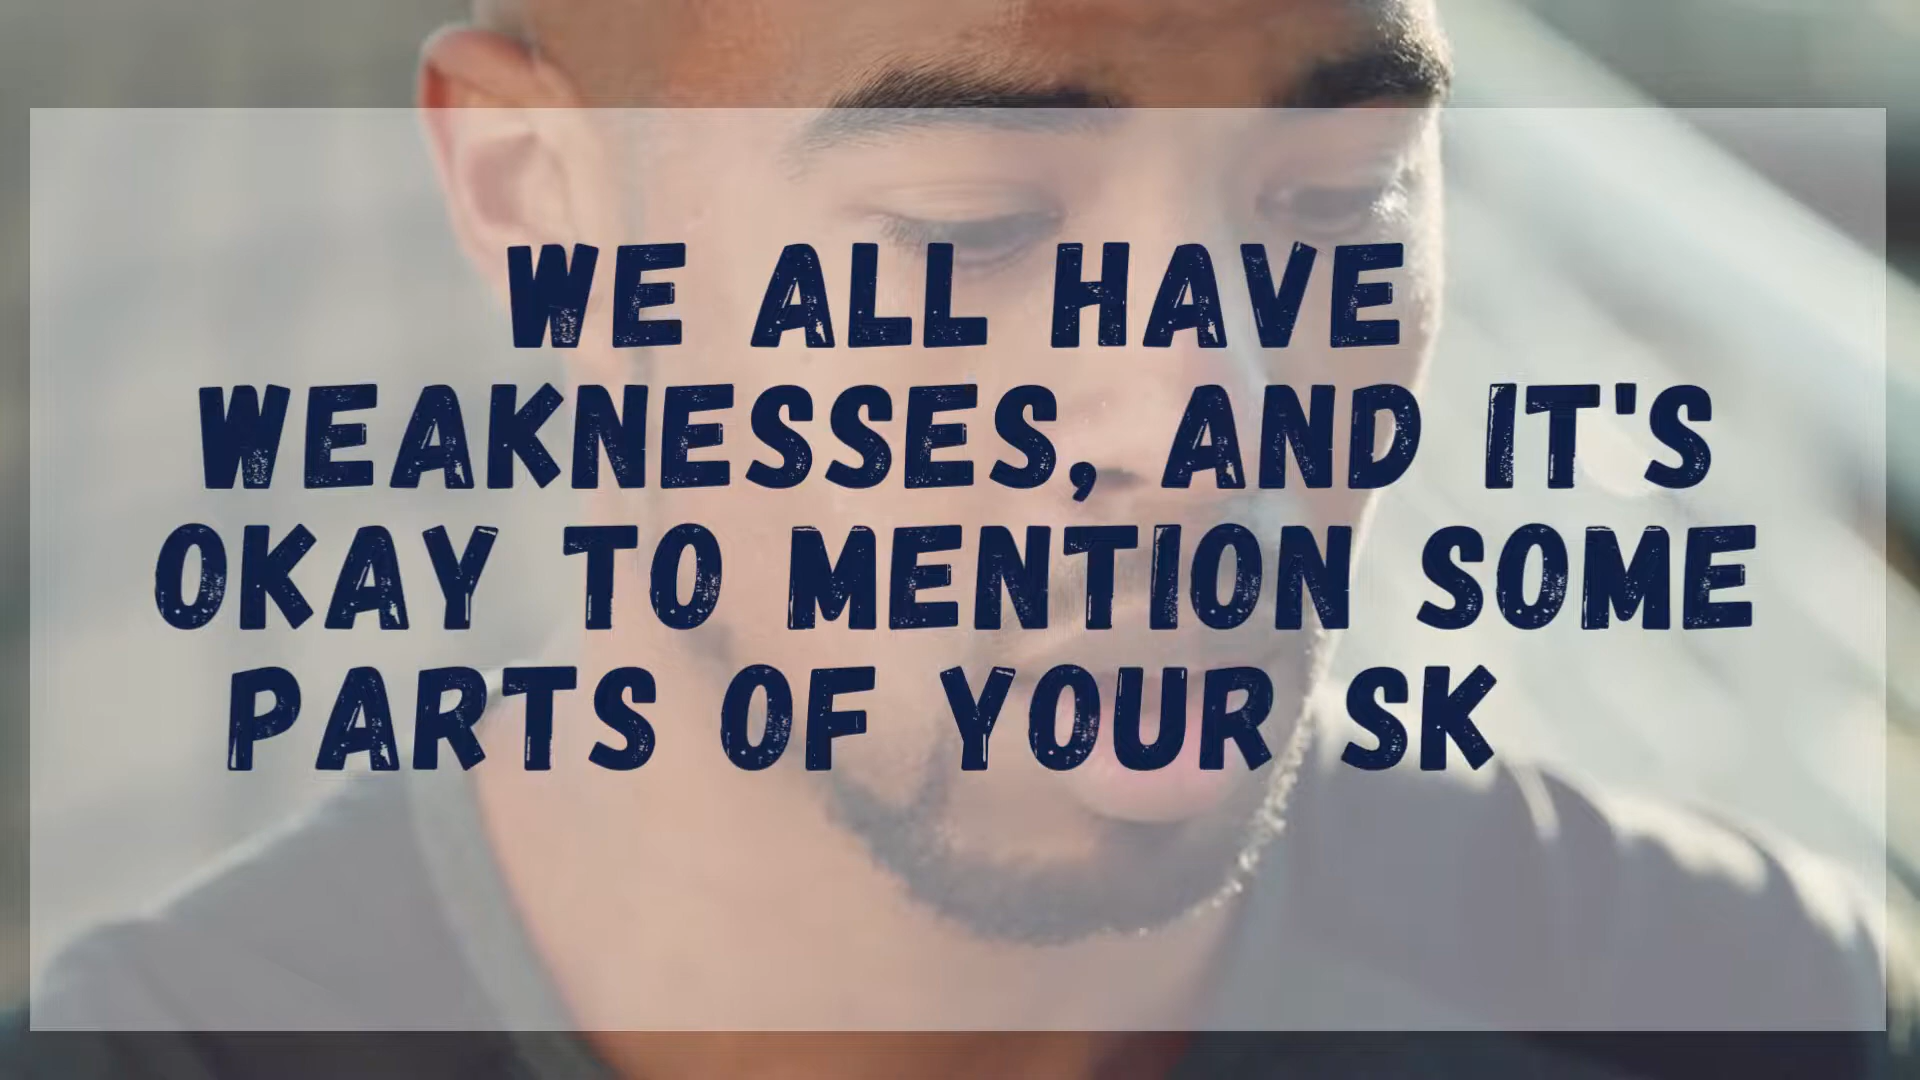 WE ALL HAVE
WEAKNESSES, AND IT'S
OKAY TO MENTION SOME
PARTS OF YOUR SK